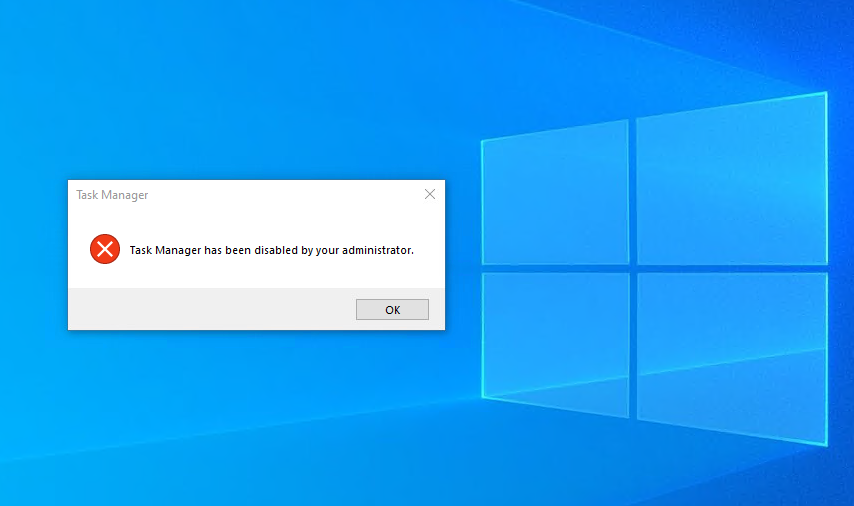 Task Manager
Task Manager has been disabled by your administrator.
OK